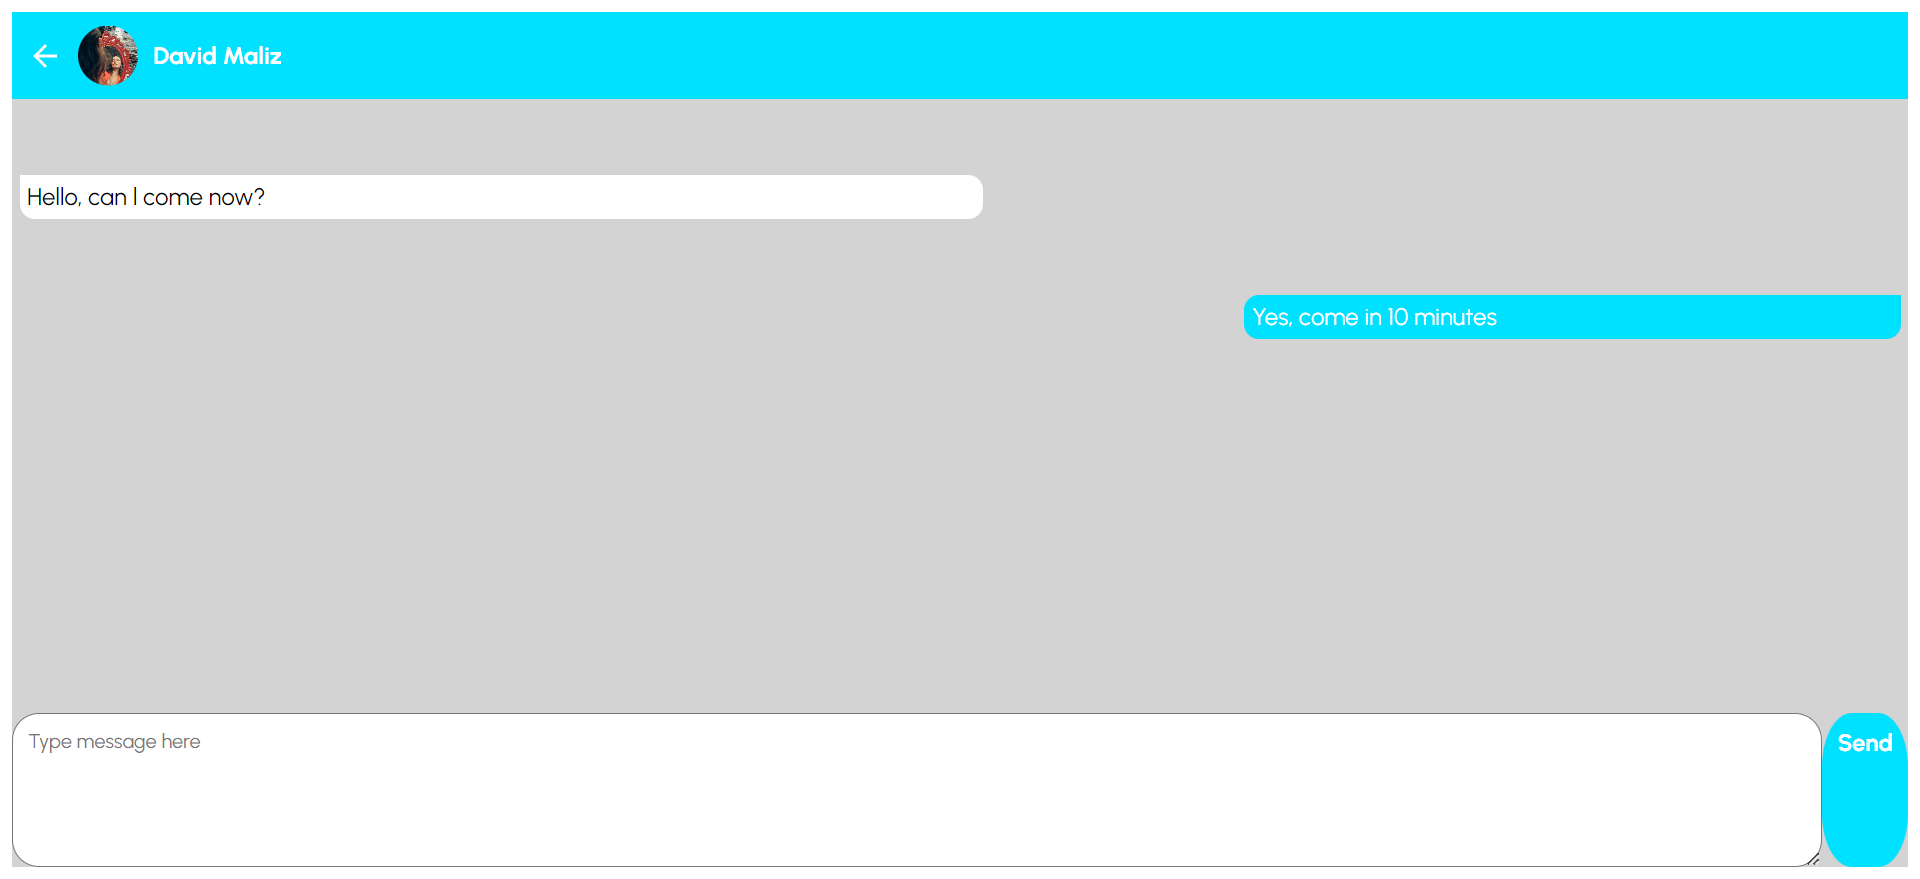 David Maliz
Hello, can I come now?
Yes, come in 10 minutes
Type message here
Send